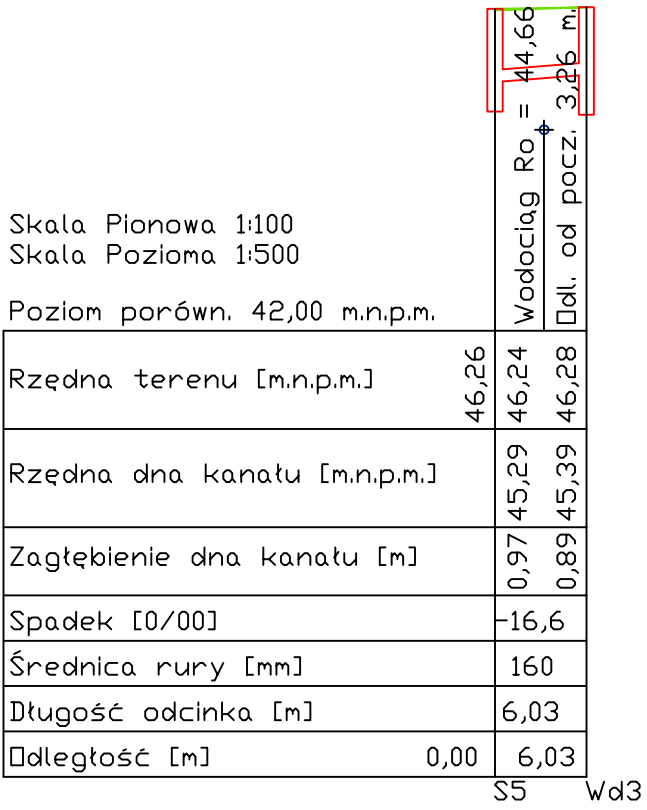 Wodociąg Ro = 44,66
Odl. od pocz. 3,26 m.
Skala Pionowa 1:100
Skala Pozioma 1:500
Poziom porówn. 42,00 m.n.p.m.
Rzędna terenu [m.n.p.m.] 46,26 46,24 46,28
Rzędna dna kanału [m.n.p.m.] 45,29 45,39
Zagłębienie dna kanału [m] 0,97 0,89
Spadek [0/00] -16,6
Średnica rury [mm] 160
Długość odcinka [m] 6,03
Odległość [m] 0,00 6,03
S5 Wd3